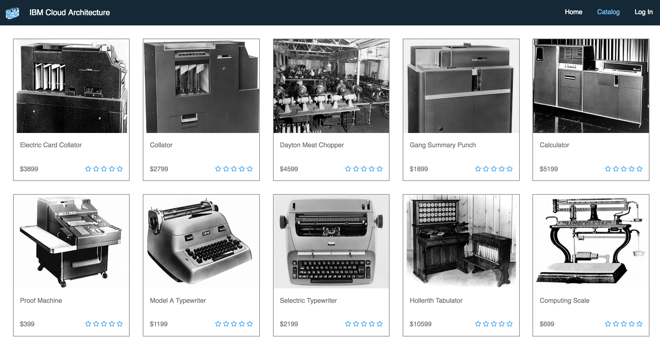 IBM Cloud Architecture
Home Catalog Log In
Electric Card Collator
$3899
Collator
$2799
Dayton Meat Chopper
$4599
Gang Summary Punch
$1899
Calculator
$5199
Proof Machine
$399
Model A Typewriter
$1199
Selectric Typewriter
$2199
Hollerith Tabulator
$10599
Computing Scale
$699